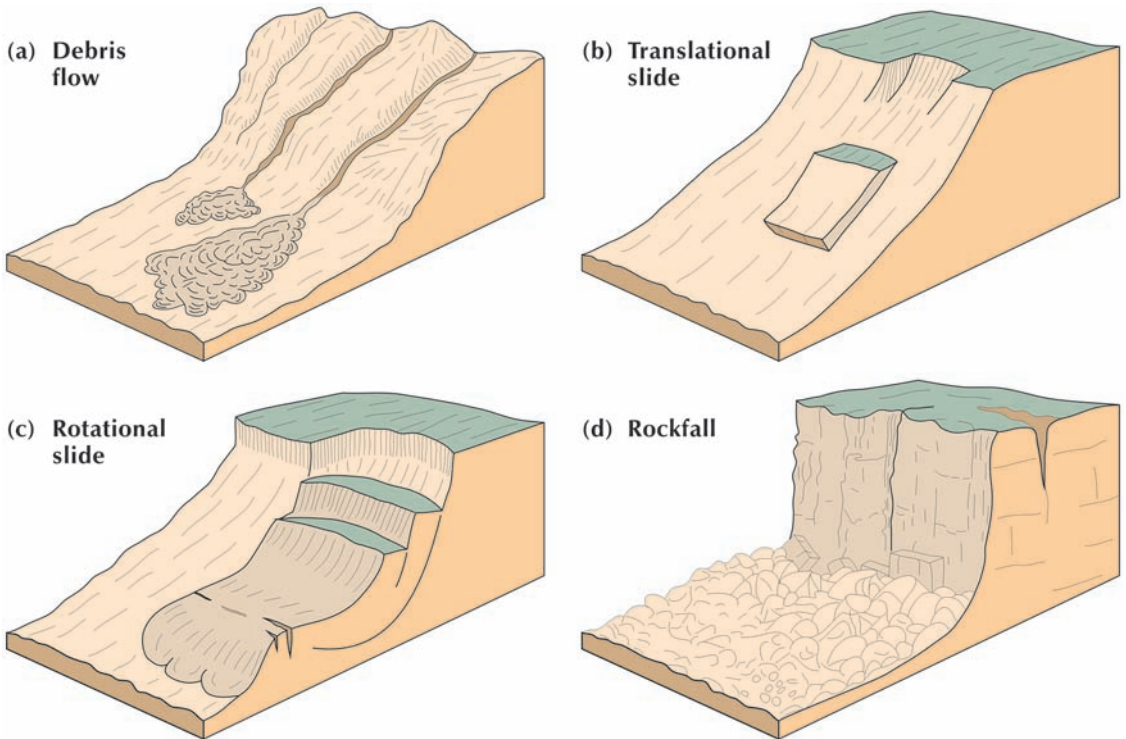 (a) Debris
flow
(b) Translational
slide
(c) Rotational
slide
(d) Rockfall